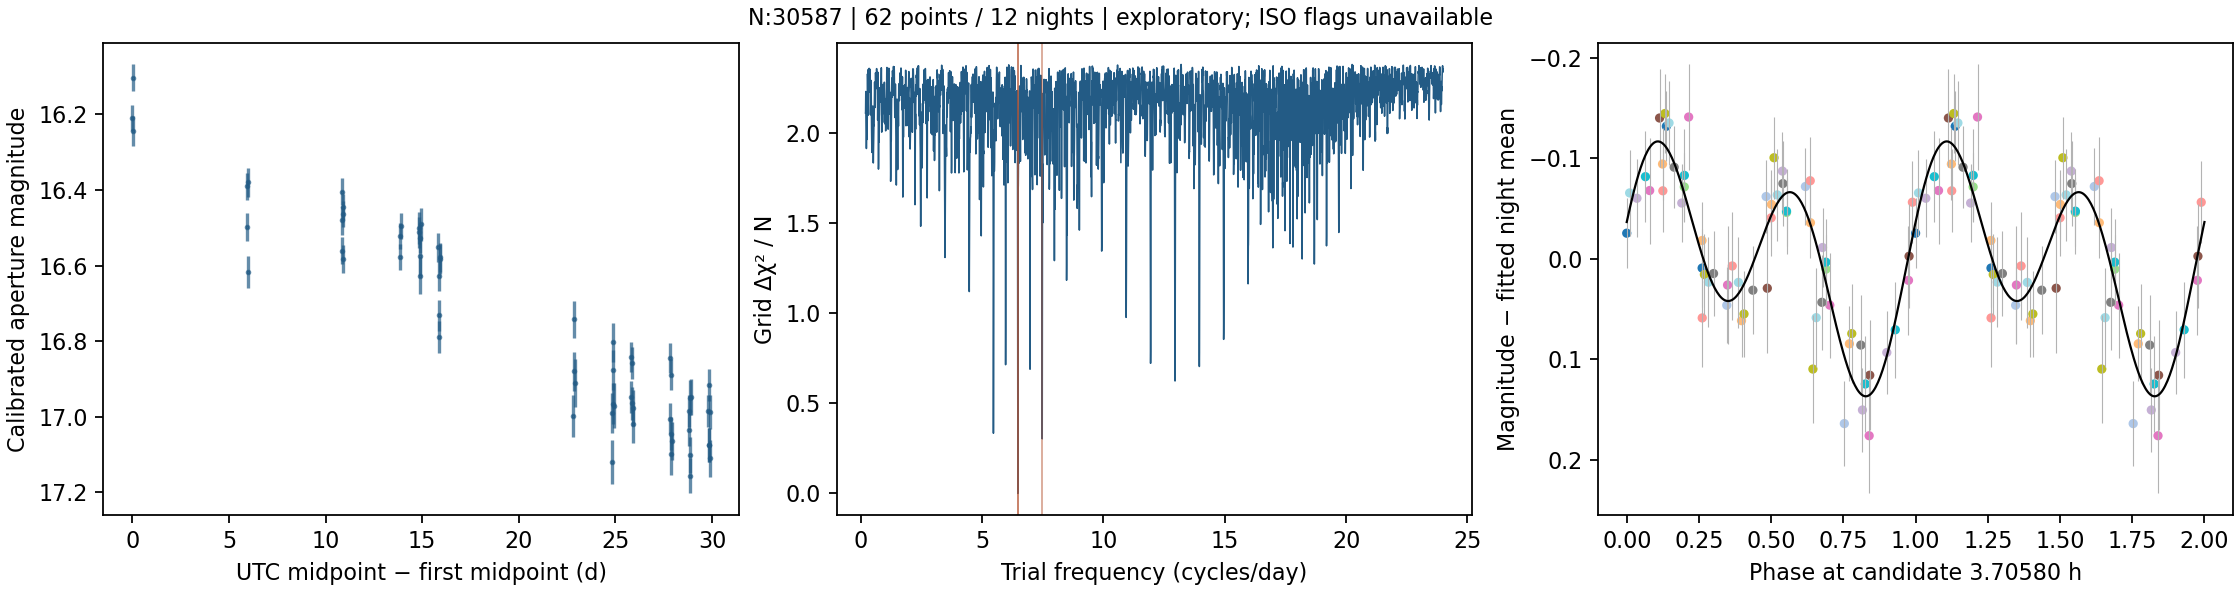 N:30587 | 62 points / 12 nights | exploratory; ISO flags unavailable
Calibrated aperture magnitude
16.2
16.4
16.6
16.8
17.0
17.2
0 5 10 15 20 25 30
UTC midpoint − first midpoint (d)
Grid Δχ² / N
2.0
1.5
1.0
0.5
0.0
0 5 10 15 20 25
Trial frequency (cycles/day)
Magnitude − fitted night mean
−0.2
−0.1
0.0
0.1
0.2
0.00 0.25 0.50 0.75 1.00 1.25 1.50 1.75 2.00
Phase at candidate 3.70580 h